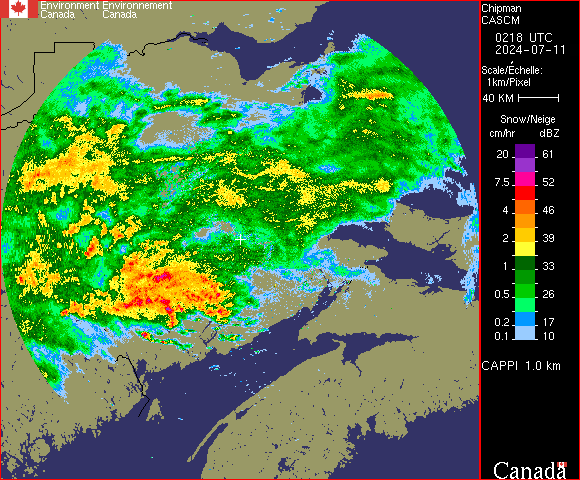 Environment Environnement
Canada Canada
Chipman
CASCM
0218 UTC
2024-07-11
Scale/Échelle:
1km/Pixel
40 KM
Snow/Neige
cm/hr dBZ
20 61
7.5 52
4 46
2 39
1 33
0.5 26
0.2 17
0.1 10
CAPPI 1.0 km
Canada